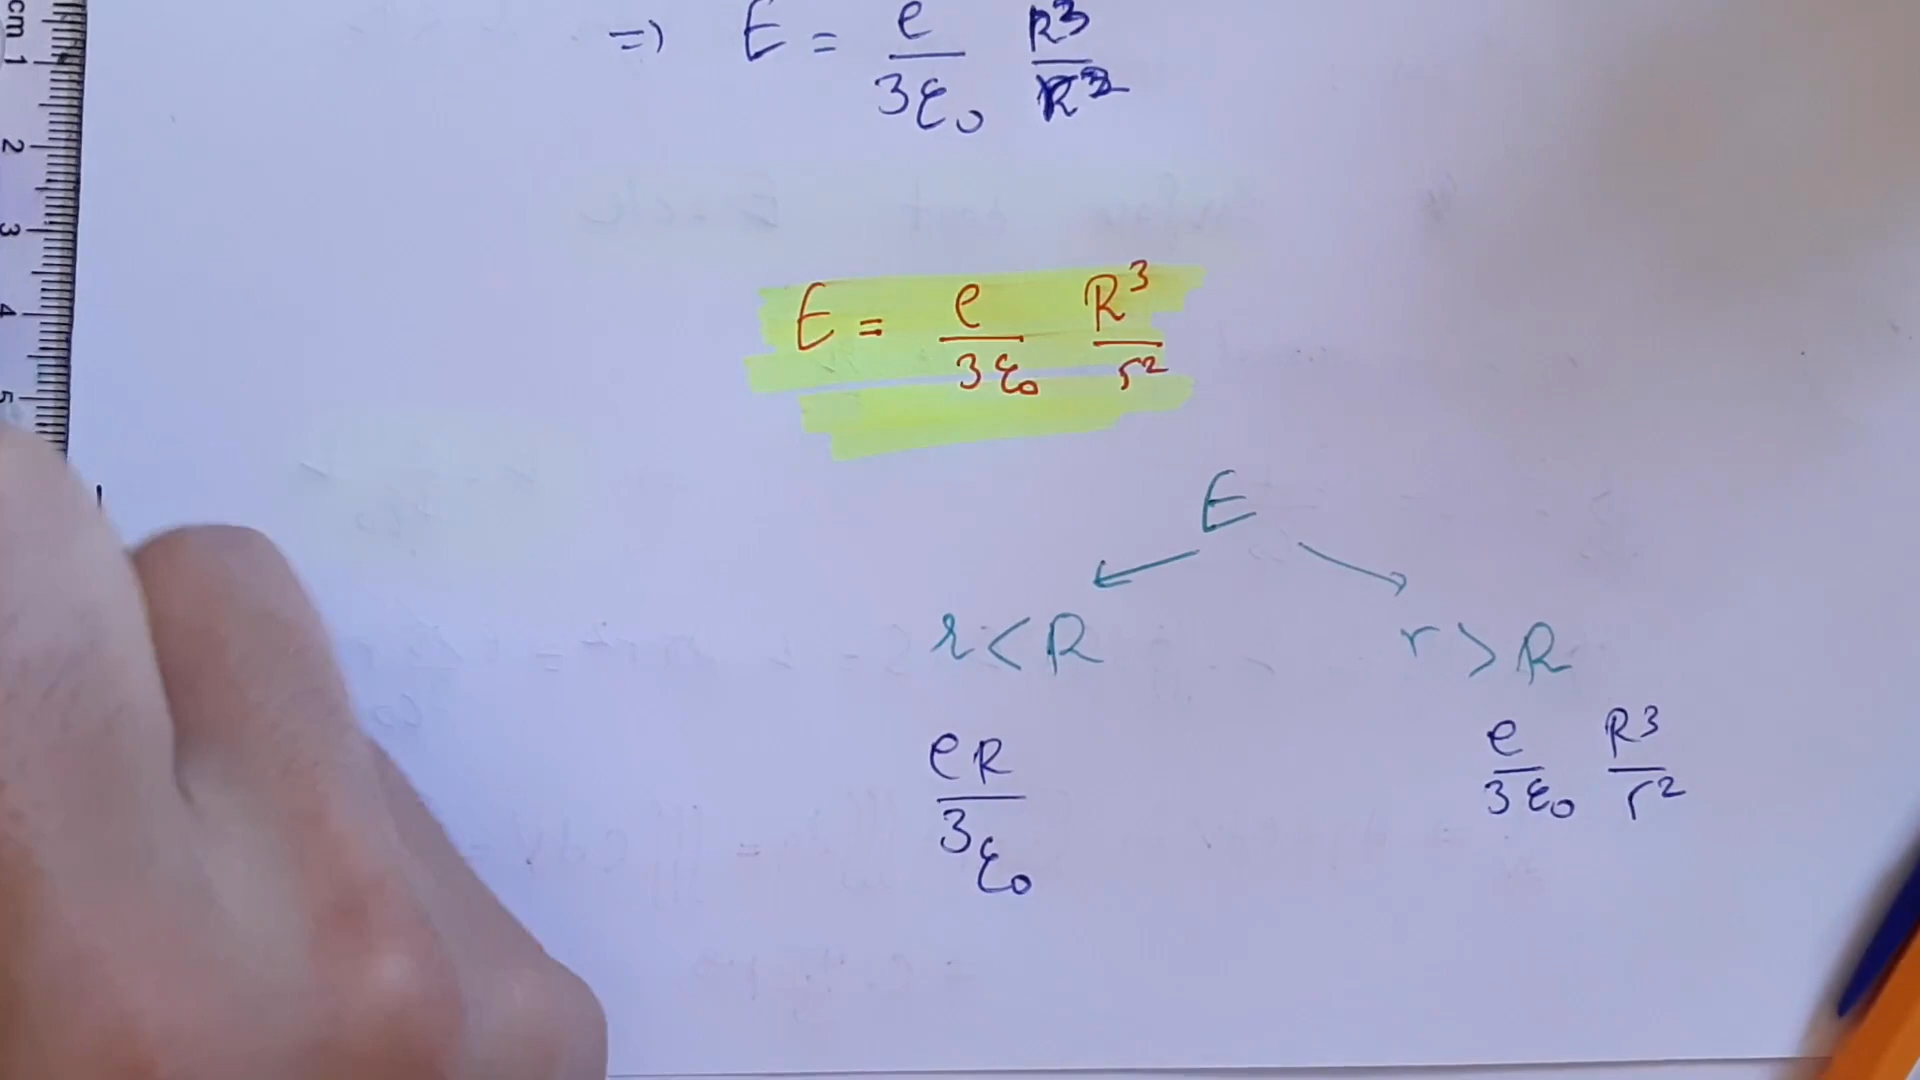 cm 1 2 3 4 5
=) E = e/3ε₀ R³/R²
E = e/3ε₀ R³/r²
E
r < R r > R
eR/3ε₀ e/3ε₀ R³/r²